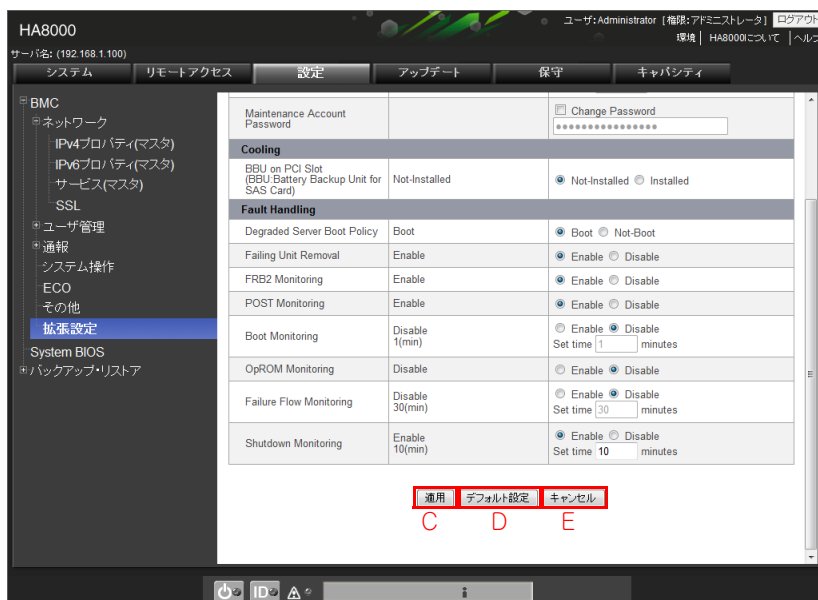 HA8000
ユーザ:Administrator [権限:アドミニストレータ] ログアウト
環境 | HA8000について | ヘルプ
サーバ名: (192.168.1.100)
システム リモートアクセス 設定 アップデート 保守 キャパシティ
BMC
ネットワーク
IPv4プロパティ(マスタ)
IPv6プロパティ(マスタ)
サービス(マスタ)
SSL
ユーザ管理
通報
システム操作
ECO
その他
拡張設定
System BIOS
バックアップ・リストア
Maintenance Account Password
Change Password
Cooling
BBU on PCI Slot
(BBU:Battery Backup Unit for SAS Card)
Not-Installed
Not-Installed Installed
Fault Handling
Degraded Server Boot Policy Boot Boot Not-Boot
Failing Unit Removal Enable Enable Disable
FRB2 Monitoring Enable Enable Disable
POST Monitoring Enable Enable Disable
Boot Monitoring
Disable
1(min)
Enable Disable
Set time 1 minutes
OpROM Monitoring Disable Enable Disable
Failure Flow Monitoring
Disable
30(min)
Enable Disable
Set time 30 minutes
Shutdown Monitoring
Enable
10(min)
Enable Disable
Set time 10 minutes
適用 デフォルト設定 キャンセル
C D E
ID